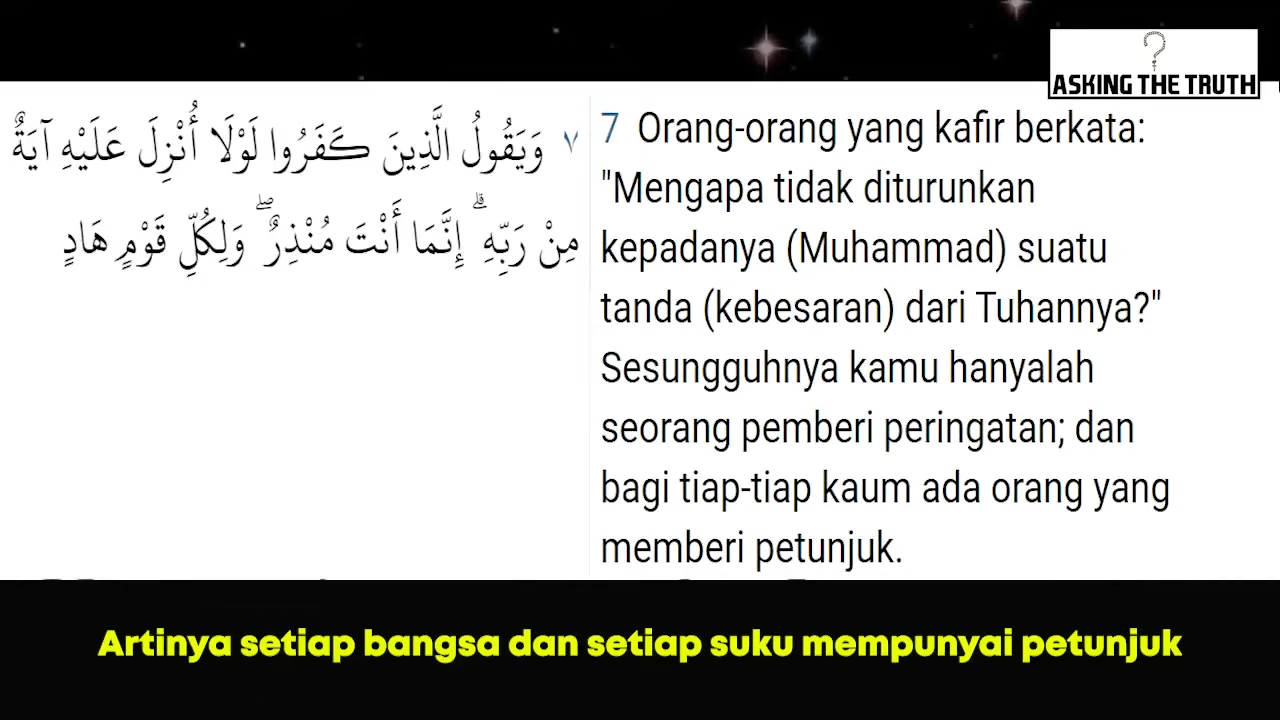 ?
ASKING THE TRUTH
٧ وَيَقُولُ الَّذِينَ كَفَرُوا لَوْلَا أُنْزِلَ عَلَيْهِ آيَةٌ
مِنْ رَبِّهِ ۗ إِنَّمَا أَنْتَ مُنْذِرٌ ۖ وَلِكُلِّ قَوْمٍ هَادٍ
7 Orang-orang yang kafir berkata:
"Mengapa tidak diturunkan
kepadanya (Muhammad) suatu
tanda (kebesaran) dari Tuhannya?"
Sesungguhnya kamu hanyalah
seorang pemberi peringatan; dan
bagi tiap-tiap kaum ada orang yang
memberi petunjuk.
Artinya setiap bangsa dan setiap suku mempunyai petunjuk